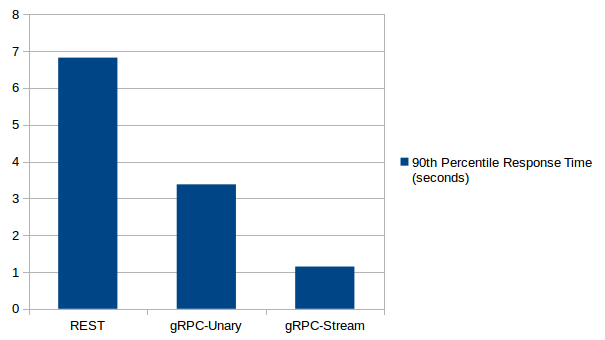 8
7
6
5
4
3
2
1
0
REST
gRPC-Unary
gRPC-Stream
90th Percentile Response Time
(seconds)